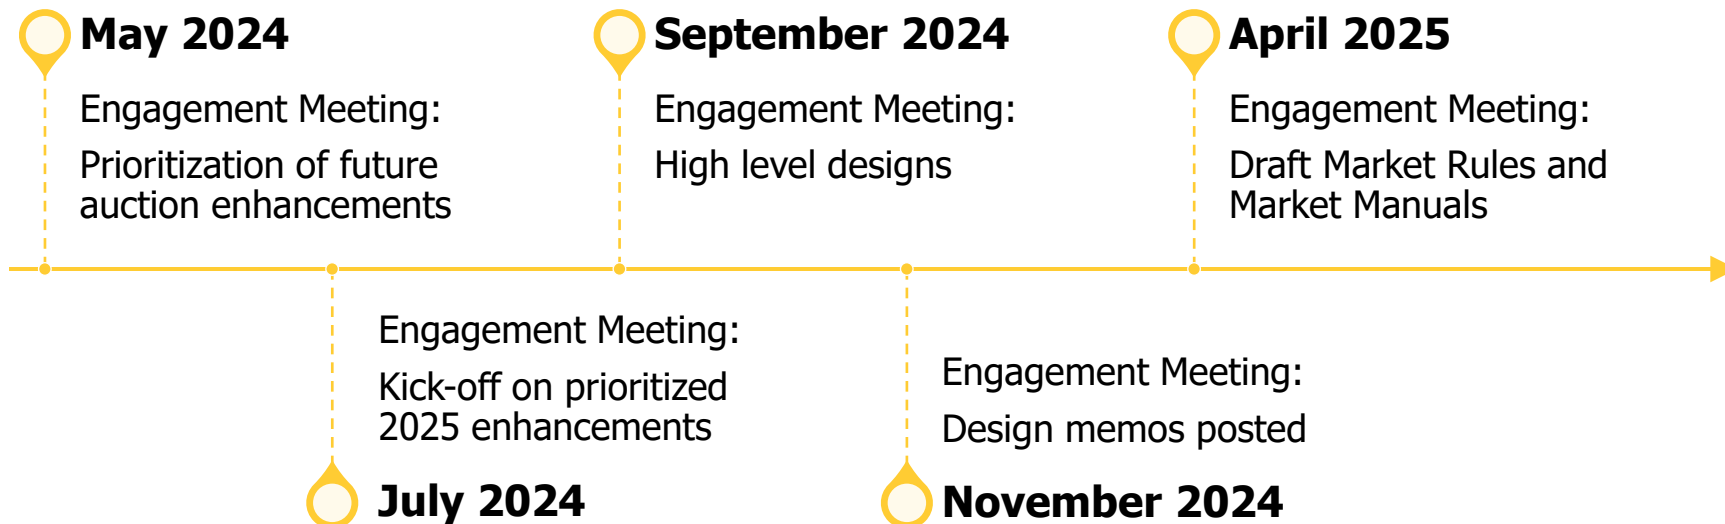 May 2024
Engagement Meeting:
Prioritization of future
auction enhancements
September 2024
Engagement Meeting:
High level designs
April 2025
Engagement Meeting:
Draft Market Rules and
Market Manuals
Engagement Meeting:
Kick-off on prioritized
2025 enhancements
July 2024
Engagement Meeting:
Design memos posted
November 2024